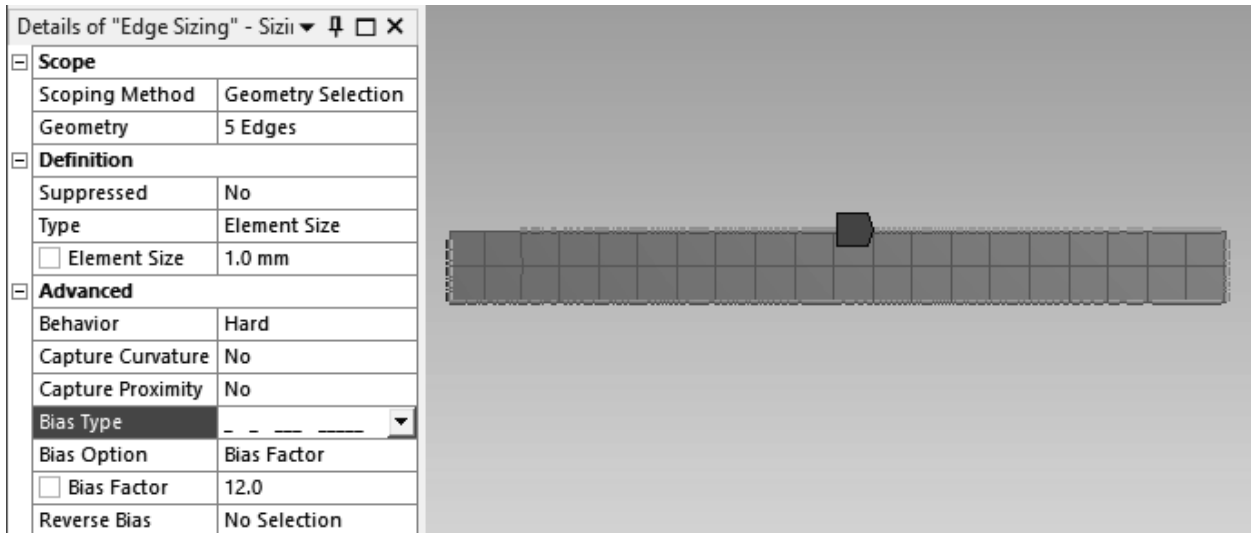 Details of "Edge Sizing" - Sizi
Scope
Scoping Method Geometry Selection
Geometry 5 Edges
Definition
Suppressed No
Type Element Size
Element Size 1.0 mm
Advanced
Behavior Hard
Capture Curvature No
Capture Proximity No
Bias Type _ _ ___ _____
Bias Option Bias Factor
Bias Factor 12.0
Reverse Bias No Selection